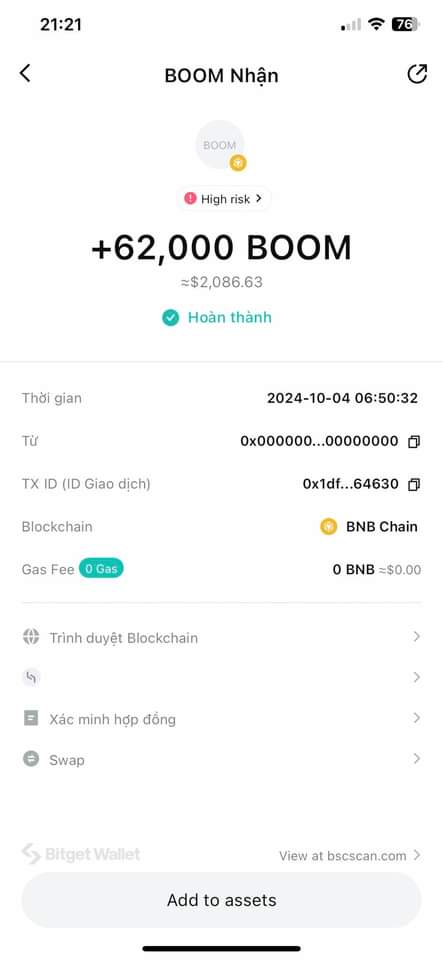 21:21
76
BOOM Nhận
BOOM
High risk
+62,000 BOOM
≈$2,086.63
Hoàn thành
Thời gian 2024-10-04 06:50:32
Từ 0x000000...00000000
TX ID (ID Giao dịch) 0x1df...64630
Blockchain BNB Chain
Gas Fee 0 Gas 0 BNB ≈$0.00
Trình duyệt Blockchain
Xác minh hợp đồng
Swap
Bitget Wallet View at bscscan.com
Add to assets